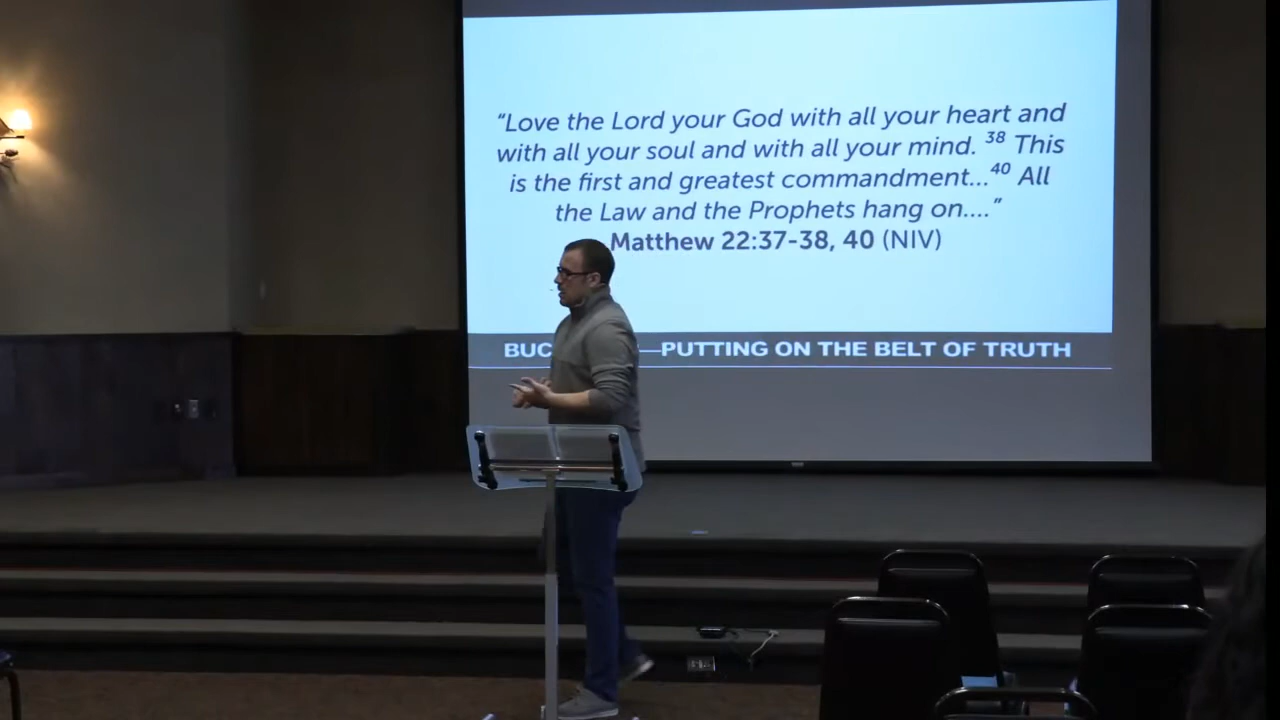 “Love the Lord your God with all your heart and
with all your soul and with all your mind. 38 This
is the first and greatest commandment...40 All
the Law and the Prophets hang on....”
Matthew 22:37-38, 40 (NIV)
—PUTTING ON THE BELT OF TRUTH